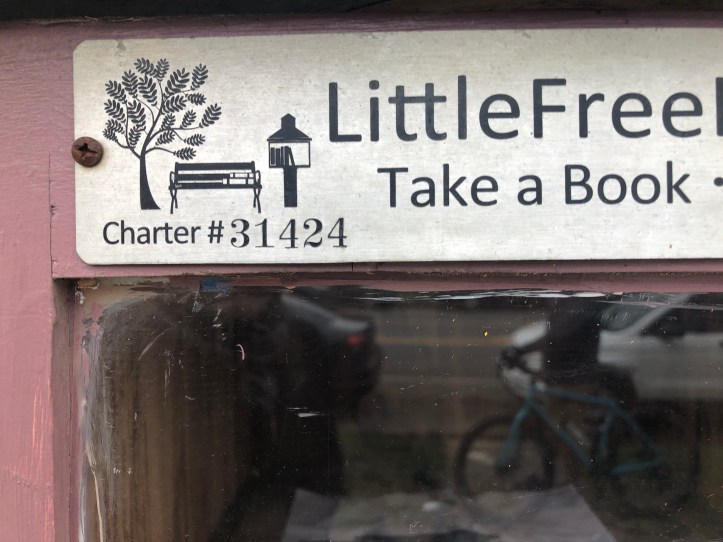 LittleFree
Take a Book ·
Charter # 31424